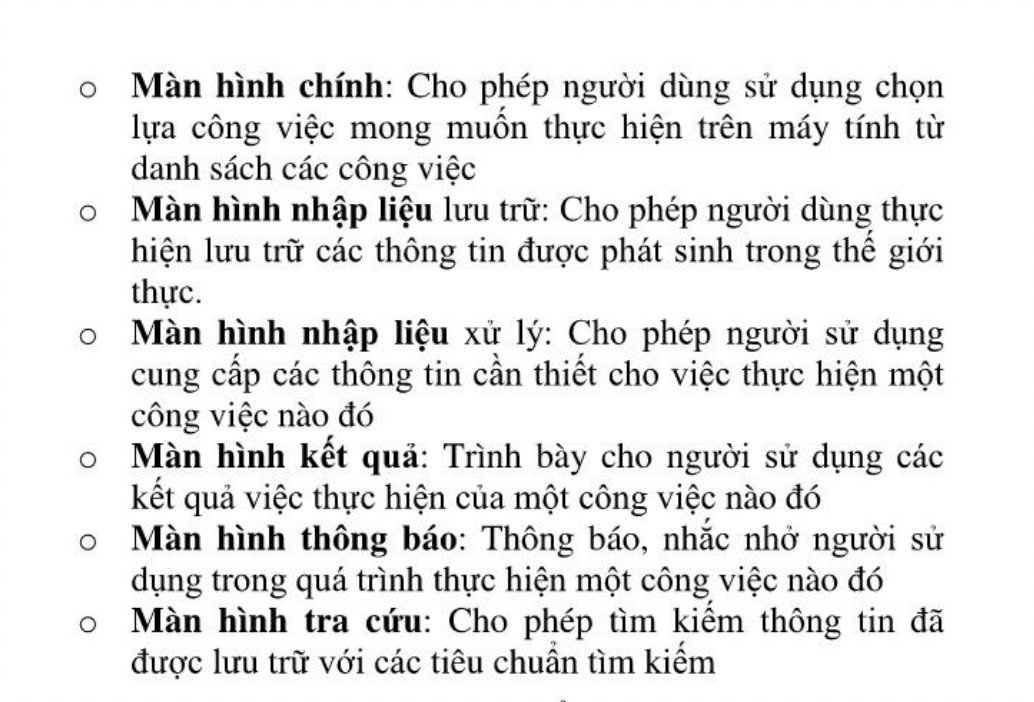 ○ Màn hình chính: Cho phép người dùng sử dụng chọn
lựa công việc mong muốn thực hiện trên máy tính từ
danh sách các công việc
○ Màn hình nhập liệu lưu trữ: Cho phép người dùng thực
hiện lưu trữ các thông tin được phát sinh trong thế giới
thực.
○ Màn hình nhập liệu xử lý: Cho phép người sử dụng
cung cấp các thông tin cần thiết cho việc thực hiện một
công việc nào đó
○ Màn hình kết quả: Trình bày cho người sử dụng các
kết quả việc thực hiện của một công việc nào đó
○ Màn hình thông báo: Thông báo, nhắc nhở người sử
dụng trong quá trình thực hiện một công việc nào đó
○ Màn hình tra cứu: Cho phép tìm kiếm thông tin đã
được lưu trữ với các tiêu chuẩn tìm kiếm